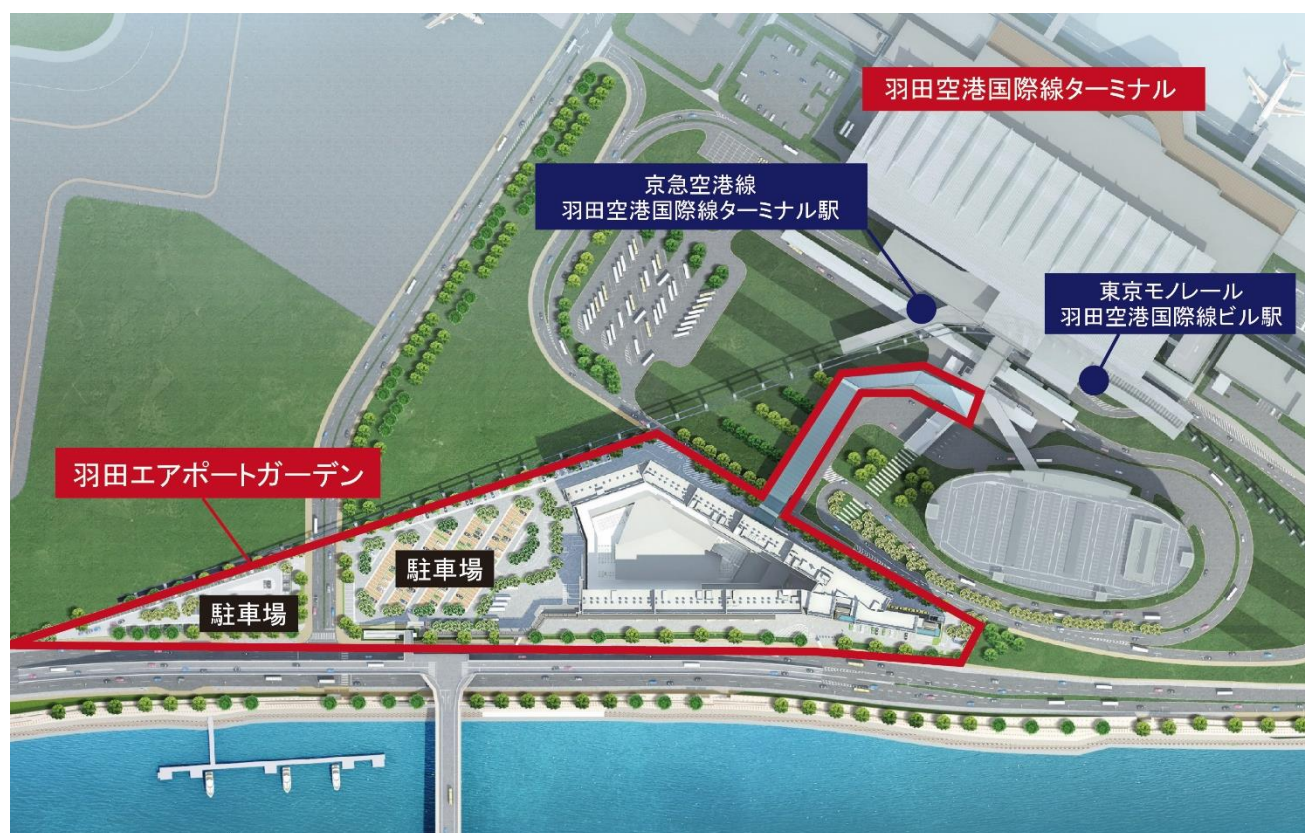 羽田空港国際線ターミナル
京急空港線
羽田空港国際線ターミナル駅
東京モノレール
羽田空港国際線ビル駅
羽田エアポートガーデン
駐車場
駐車場